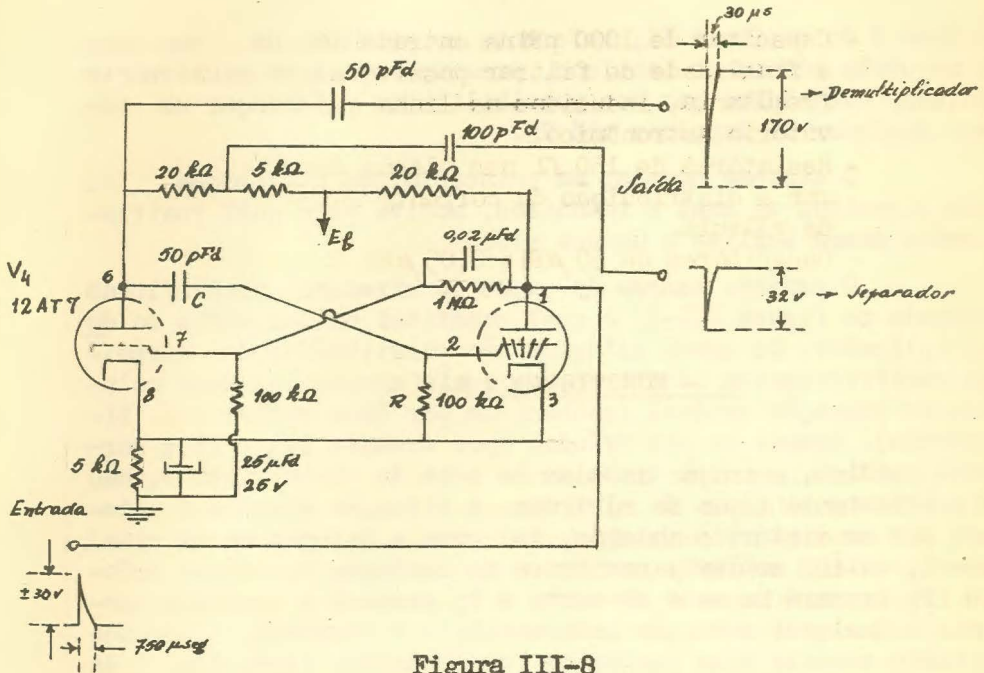 30 μs
50 pFd
→ Demultiplicador
170 v
100 pFd
20 kΩ
5 kΩ
20 kΩ
Saída
Eb
0,02 μFd
50 pFd
V4
6
C
1 MΩ
1
12 AT 7
32 v → Separador
7
2
8
3
100 kΩ
R
100 kΩ
5 kΩ
25 μFd
25 v
Entrada
± 30 v
750 μseg
Figura III-8